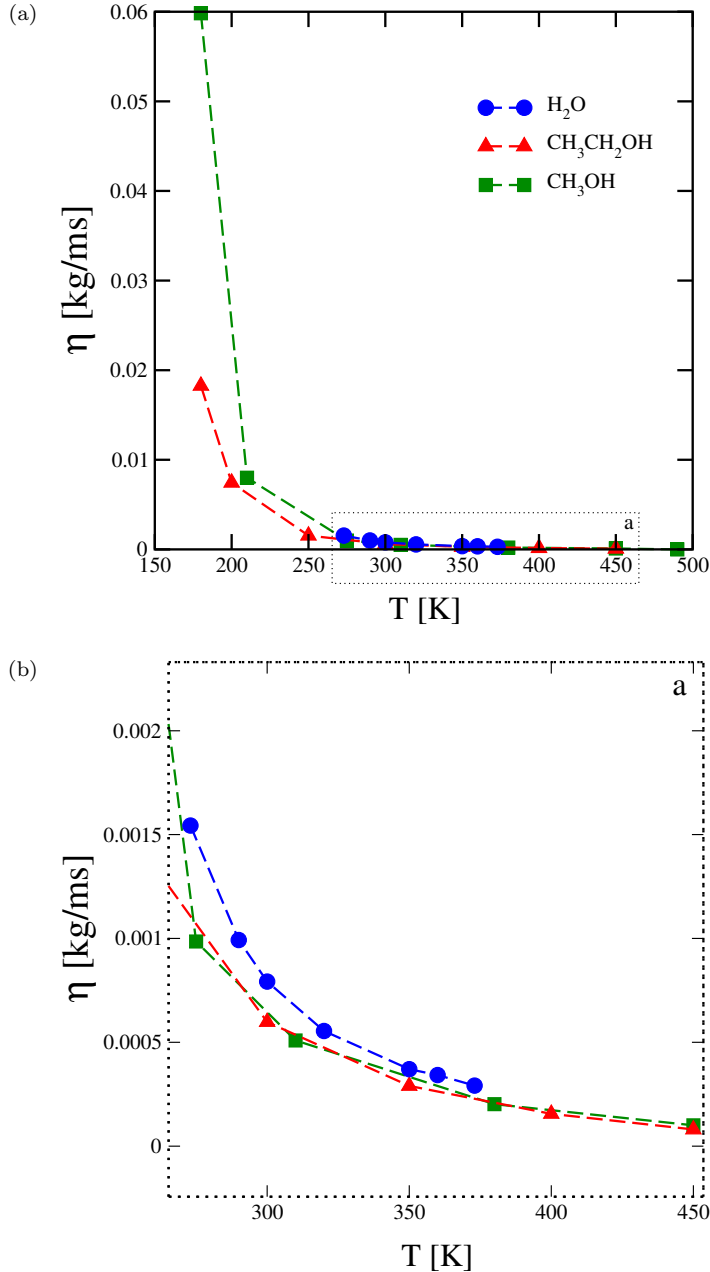 (a)
0.06
0.05
0.04
0.03
0.02
0.01
0
η [kg/ms]
H₂O
CH₃CH₂OH
CH₃OH
a
150 200 250 300 350 400 450 500
T [K]
(b)
a
0.002
0.0015
0.001
0.0005
0
η [kg/ms]
300 350 400 450
T [K]